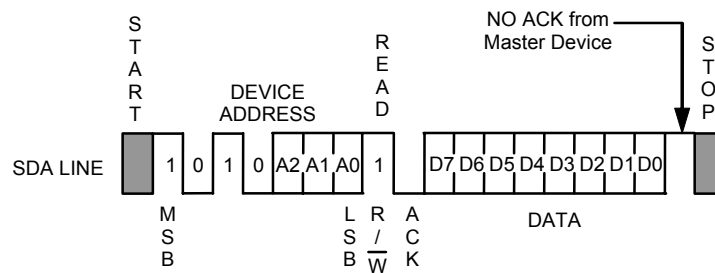 NO ACK from
Master Device
START
READ
STOP
DEVICE
ADDRESS
SDA LINE
1 0 1 0 A2 A1 A0 1 D7 D6 D5 D4 D3 D2 D1 D0
MSB
LSB
R/W
ACK
DATA